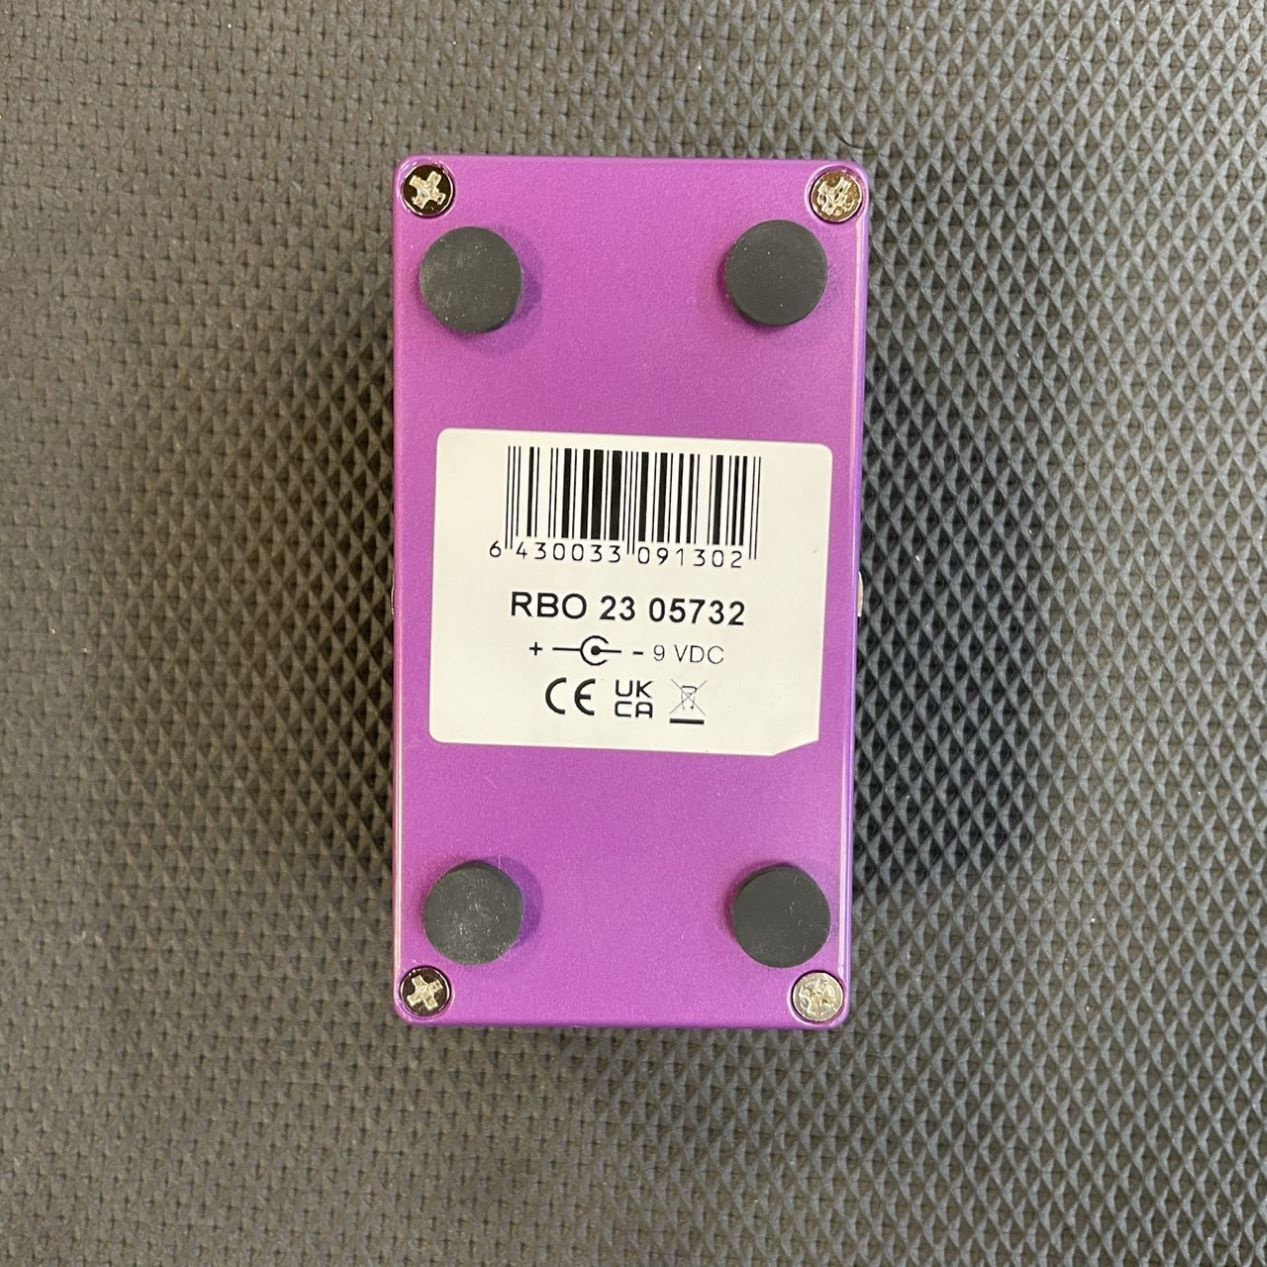 6 430033 091302
RBO 23 05732
+ - 9 VDC
CE UK CA